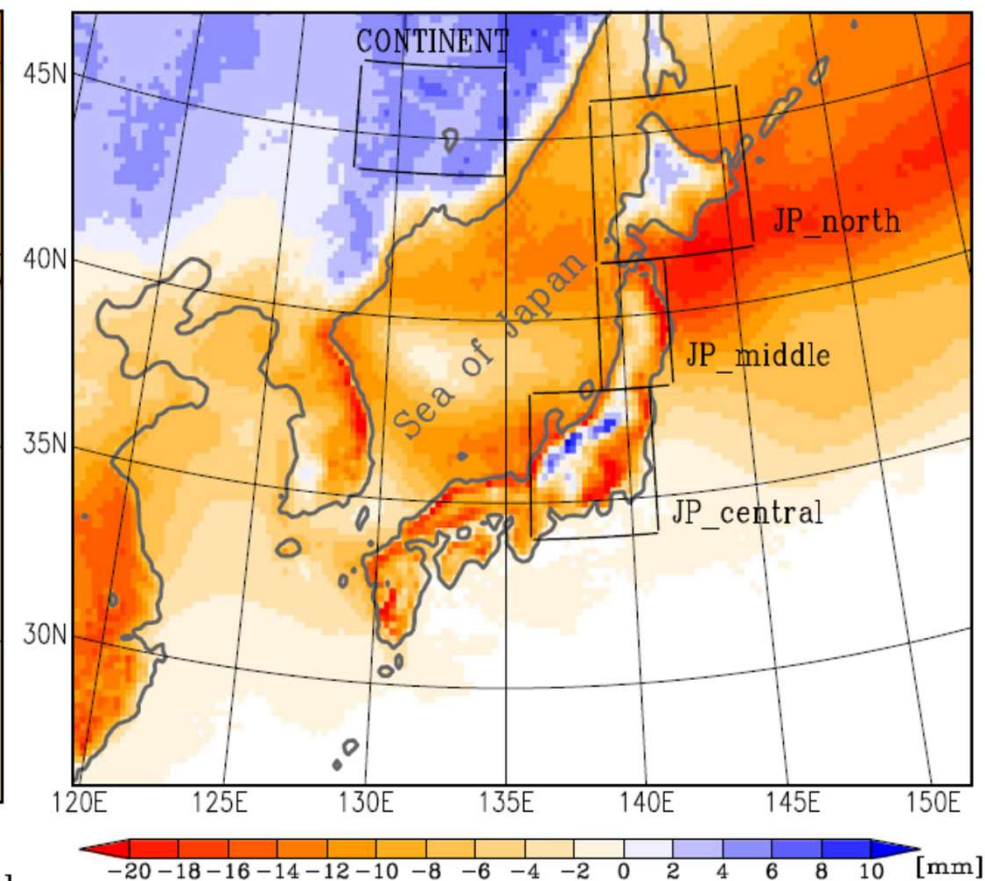 CONTINENT
45N
JP_north
40N
Sea of Japan
JP_middle
35N
JP_central
30N
120E 125E 130E 135E 140E 145E 150E
-20 -18 -16 -14 -12 -10 -8 -6 -4 -2 0 2 4 6 8 10 [mm]